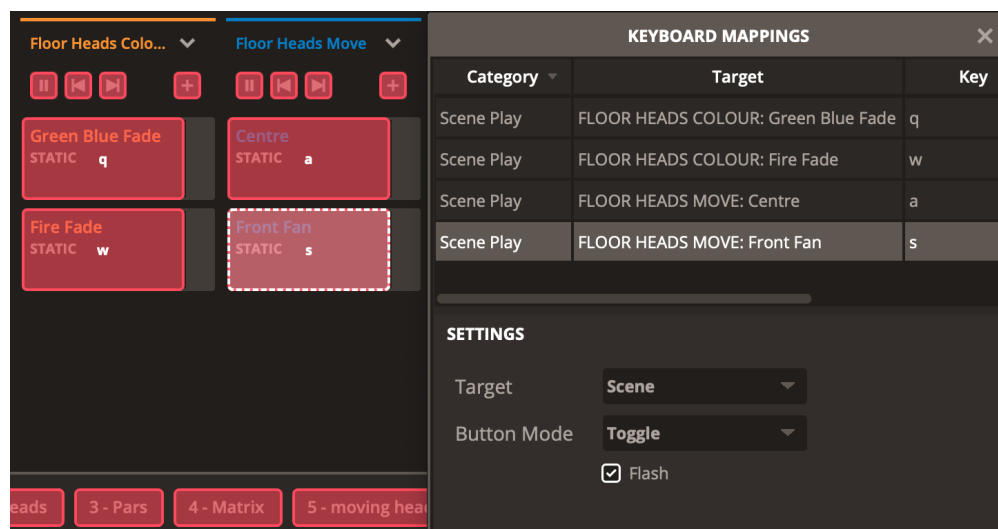 Floor Heads Colo...
Floor Heads Move
KEYBOARD MAPPINGS
Category Target Key
Green Blue Fade
STATIC q
Centre
STATIC a
Fire Fade
STATIC w
Front Fan
STATIC s
Scene Play FLOOR HEADS COLOUR: Green Blue Fade q
Scene Play FLOOR HEADS COLOUR: Fire Fade w
Scene Play FLOOR HEADS MOVE: Centre a
Scene Play FLOOR HEADS MOVE: Front Fan s
SETTINGS
Target Scene
Button Mode Toggle
Flash
eads
3 - Pars
4 - Matrix
5 - moving hea